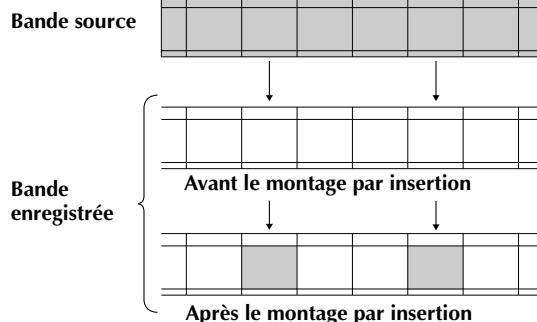 Bande source
Avant le montage par insertion
Bande
enregistrée
Après le montage par insertion